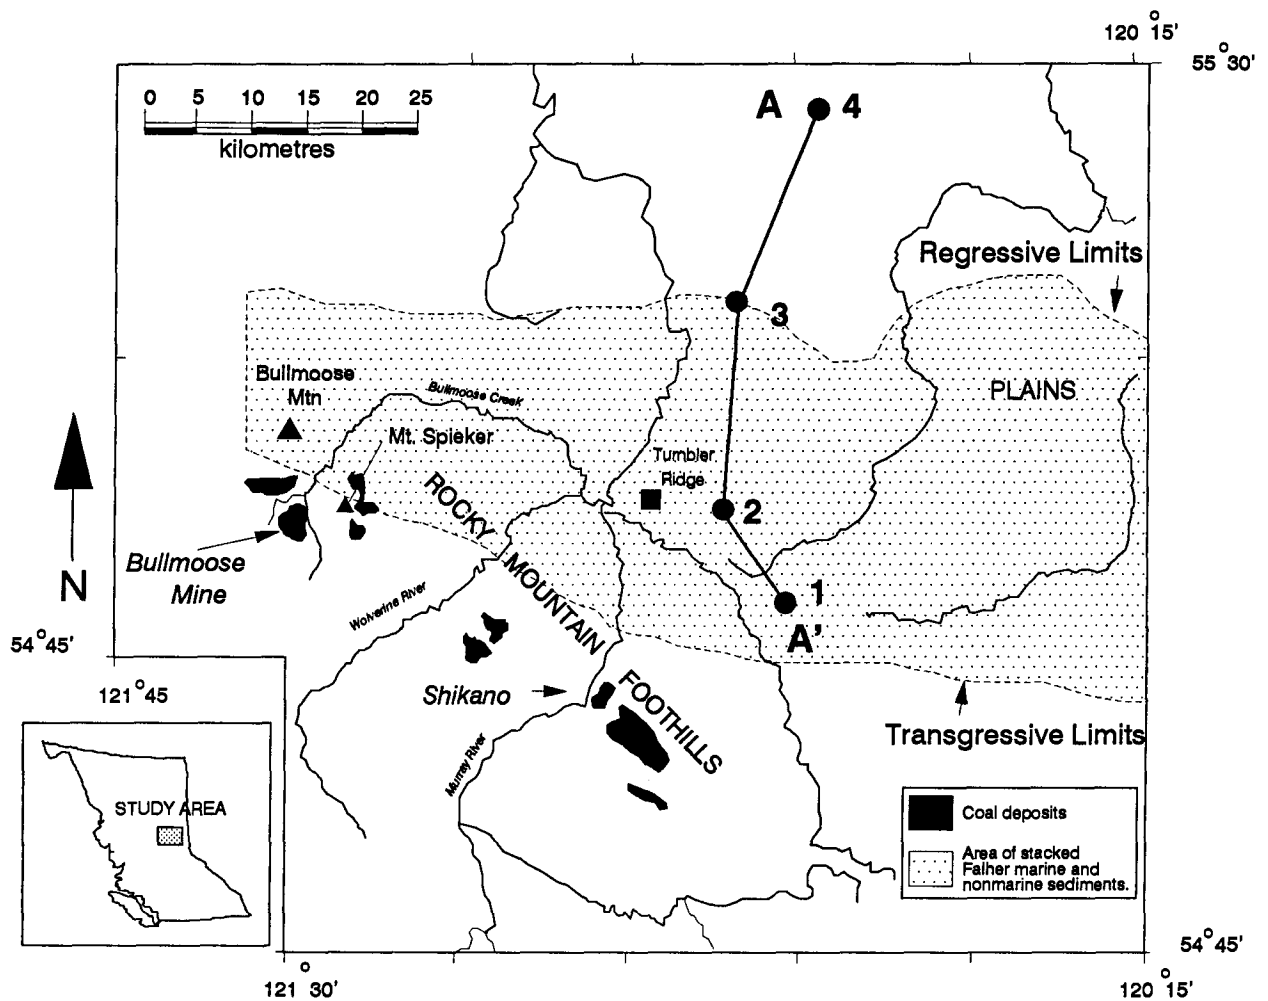 120°15'
55°30'
0 5 10 15 20 25
kilometres
A 4
Regressive Limits
3
Bullmoose
Mtn
Bullmoose Creek
PLAINS
Mt. Spieker
Tumbler
Ridge
ROCKY
2
Bullmoose
Mine
MOUNTAIN
N
Wolverine River
1
A'
54°45'
121°45
Shikano
FOOTHILLS
Transgressive Limits
Murray River
STUDY AREA
Coal deposits
Area of stacked
Falher marine and
nonmarine sediments.
54°45'
121°30'
120°15'